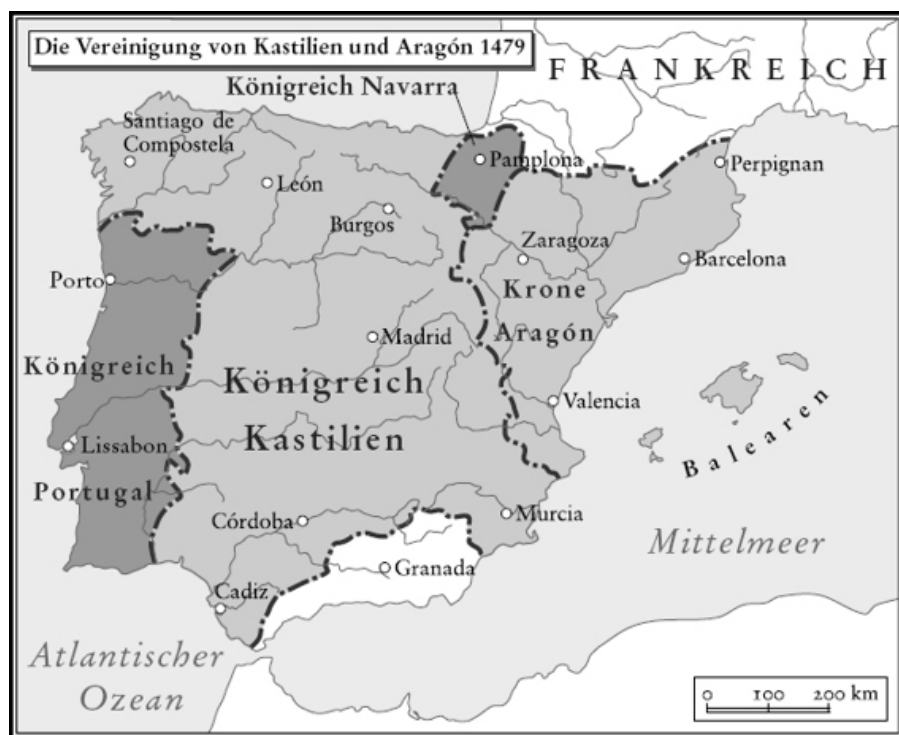 Die Vereinigung von Kastilien und Aragón 1479
FRANKREICH
Königreich Navarra
Santiago de
Compostela
Pamplona
Perpignan
León
Burgos
Zaragoza
Barcelona
Porto
Krone
Aragón
Madrid
Königreich
Königreich
Kastilien
Valencia
Balearen
Lissabon
Portugal
Córdoba
Murcia
Mittelmeer
Granada
Cadiz
Atlantischer
Ozean
0 100 200 km